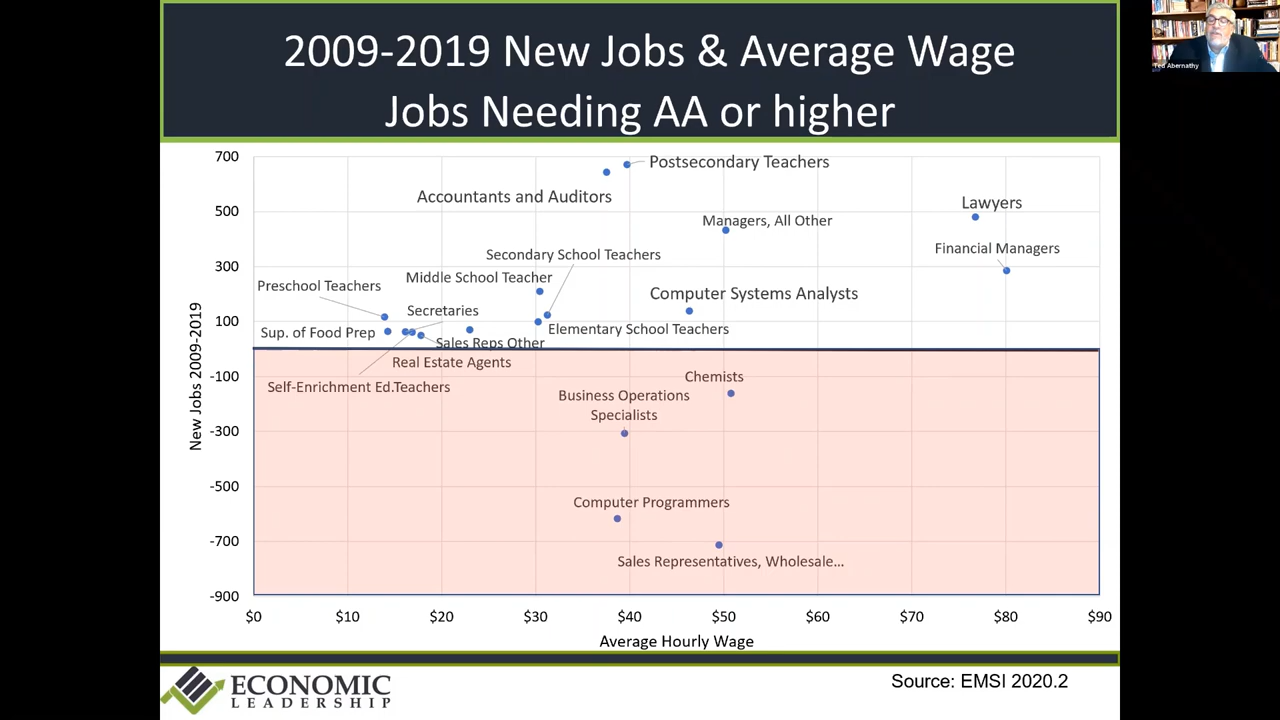 2009-2019 New Jobs & Average Wage
Jobs Needing AA or higher
Ted Abernathy
700
500
300
100
-100
-300
-500
-700
-900
New Jobs 2009-2019
Postsecondary Teachers
Accountants and Auditors
Lawyers
Managers, All Other
Financial Managers
Secondary School Teachers
Middle School Teacher
Preschool Teachers
Computer Systems Analysts
Secretaries
Sup. of Food Prep
Elementary School Teachers
Sales Reps Other
Real Estate Agents
Self-Enrichment Ed.Teachers
Chemists
Business Operations
Specialists
Computer Programmers
Sales Representatives, Wholesale...
$0 $10 $20 $30 $40 $50 $60 $70 $80 $90
Average Hourly Wage
ECONOMIC
LEADERSHIP
Source: EMSI 2020.2